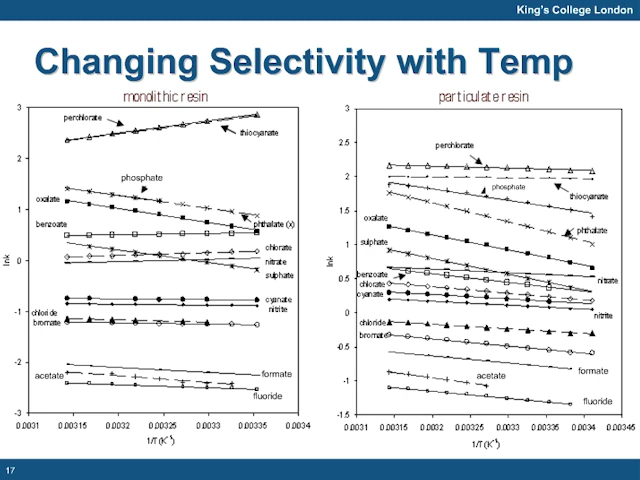 King's College London
Changing Selectivity with Temp
monolithic resin
3
2
1
0
-1
-2
-3
lnk
perchlorate
thiocyanate
phosphate
oxalate
phthalate (x)
benzoate
chlorate
nitrate
sulphate
cyanate
nitrite
chloride
bromate
acetate
formate
fluoride
0.0031 0.00315 0.0032 0.00325 0.0033 0.00335 0.0034
1/T (K⁻¹)
particulate resin
3
2.5
2
1.5
1
0.5
0
-0.5
-1
-1.5
lnk
perchlorate
phosphate
thiocyanate
oxalate
phthalate
sulphate
benzoate
chlorate
cyanate
nitrate
nitrite
chloride
bromate
formate
acetate
fluoride
0.0031 0.00315 0.0032 0.00325 0.0033 0.00335 0.0034 0.00345
1/T (K⁻¹)
17